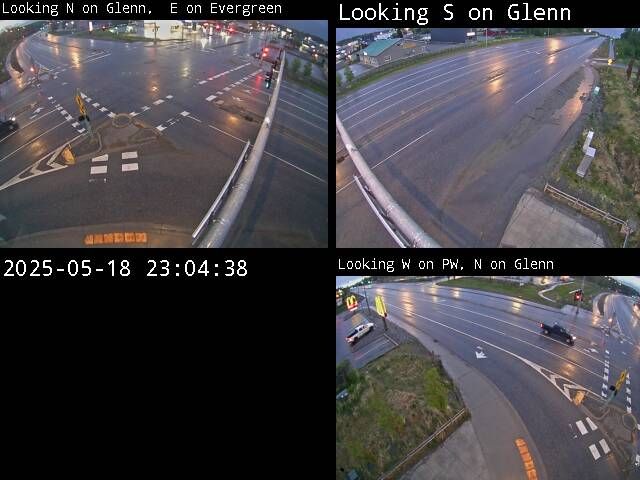 Looking N on Glenn, E on Evergreen
Looking S on Glenn
2025-05-18 23:04:38
Looking W on PW, N on Glenn